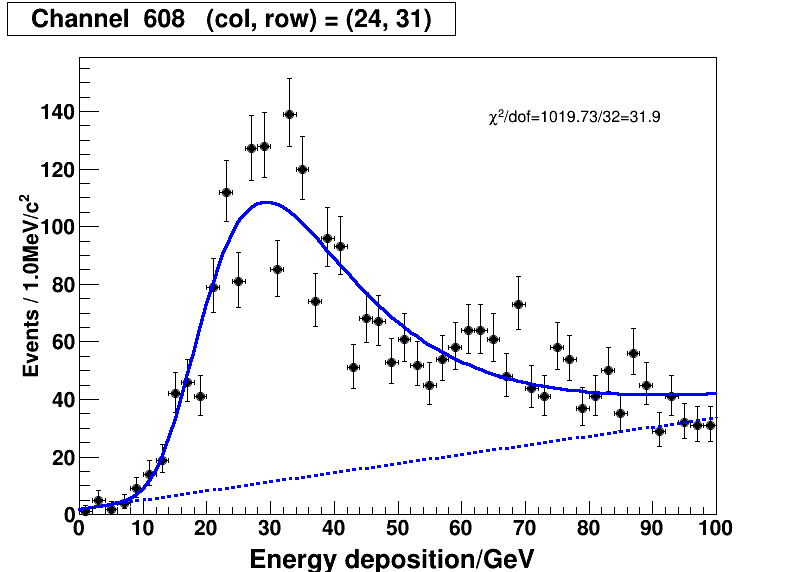 Channel  608   (col, row) = (24, 31)
χ²/dof=1019.73/32=31.9
Events / 1.0MeV/c²
140
120
100
80
60
40
20
0
0 10 20 30 40 50 60 70 80 90 100
Energy deposition/GeV